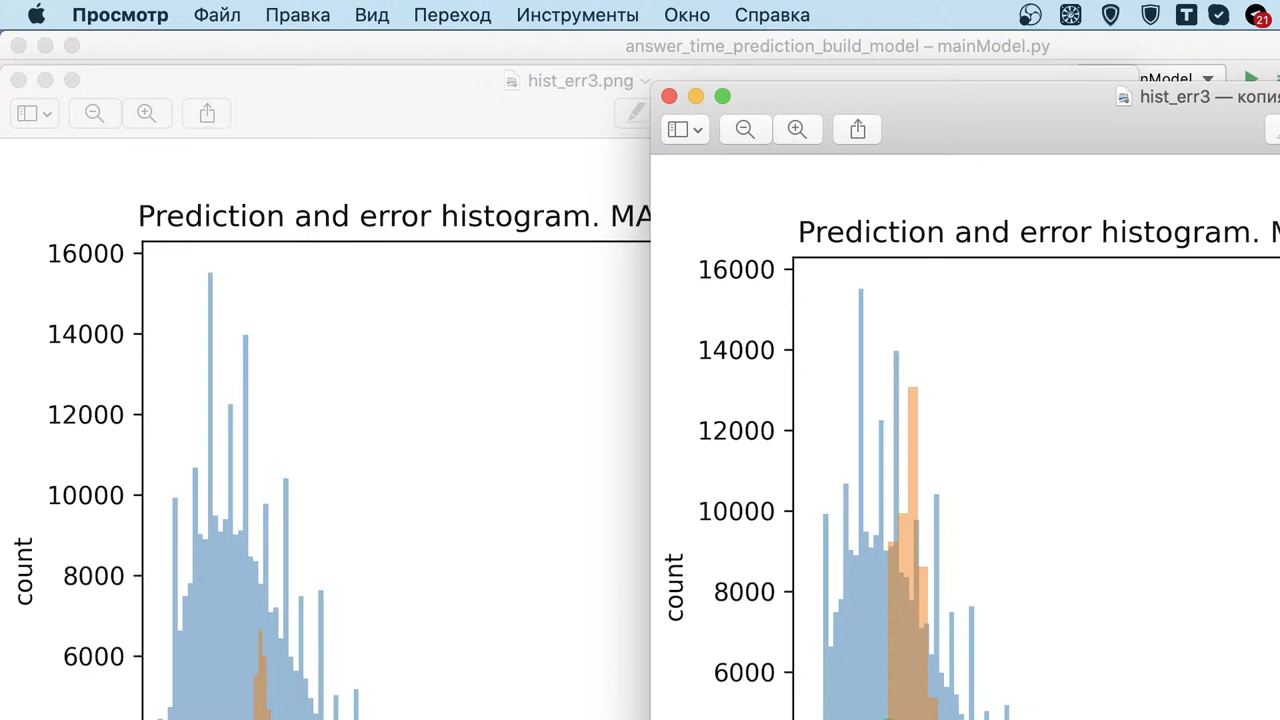 Просмотр Файл Правка Вид Переход Инструменты Окно Справка
21
answer_time_prediction_build_model – mainModel.py
hist_err3.png
hist_err3 — копия
Prediction and error histogram.
16000
14000
12000
10000
8000
6000
count
Prediction and error histogram.
16000
14000
12000
10000
8000
6000
count